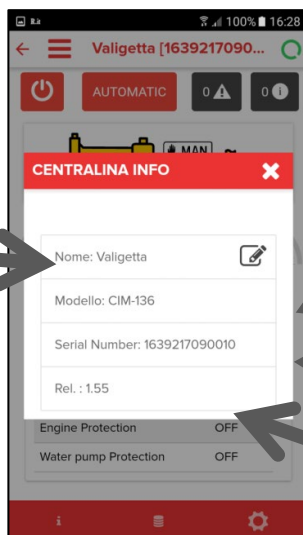 R.it 100% 16:28
Valigetta [1639217090...
AUTOMATIC 0 0
MAN
CENTRALINA INFO
Nome: Valigetta
Modello: CIM-136
Serial Number: 1639217090010
Rel. : 1.55
Engine Protection OFF
Water pump Protection OFF